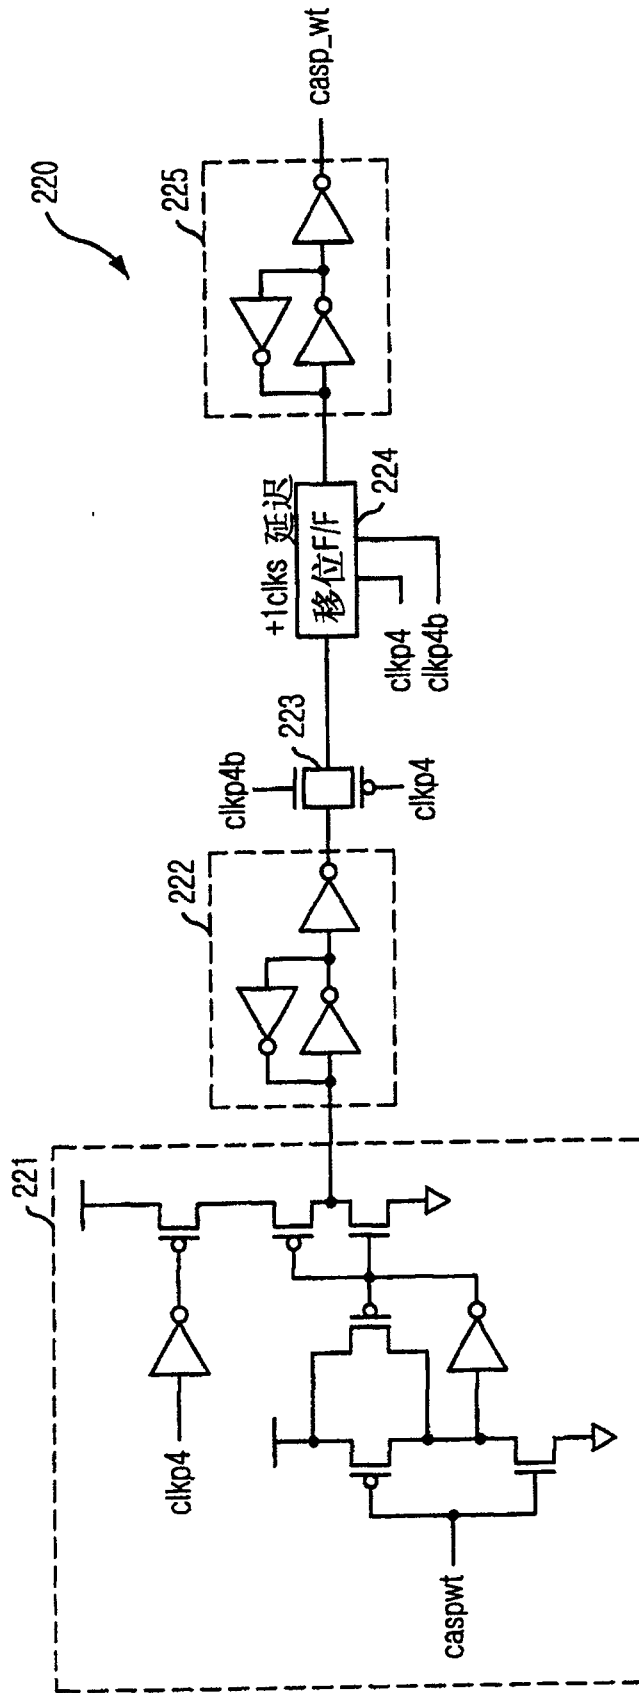 220
221
clkp4
caspwt
222
clkp4b
223
clkp4
+1clks 延迟
移位F/F
224
clkp4
clkp4b
225
casp_wt